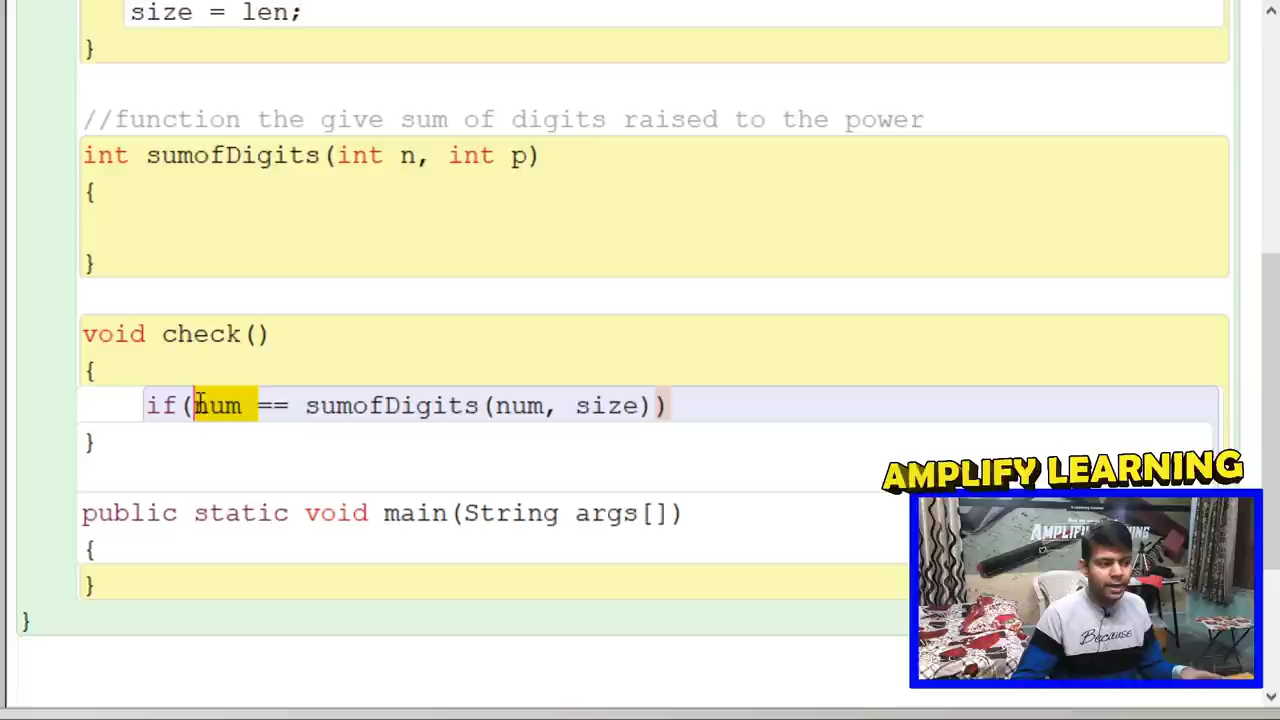 size = len;
}
//function the give sum of digits raised to the power
int sumofDigits(int n, int p)
{
}
void check()
{
if(num == sumofDigits(num, size))
}
public static void main(String args[])
{
}
}
AMPLIFY LEARNING
Because